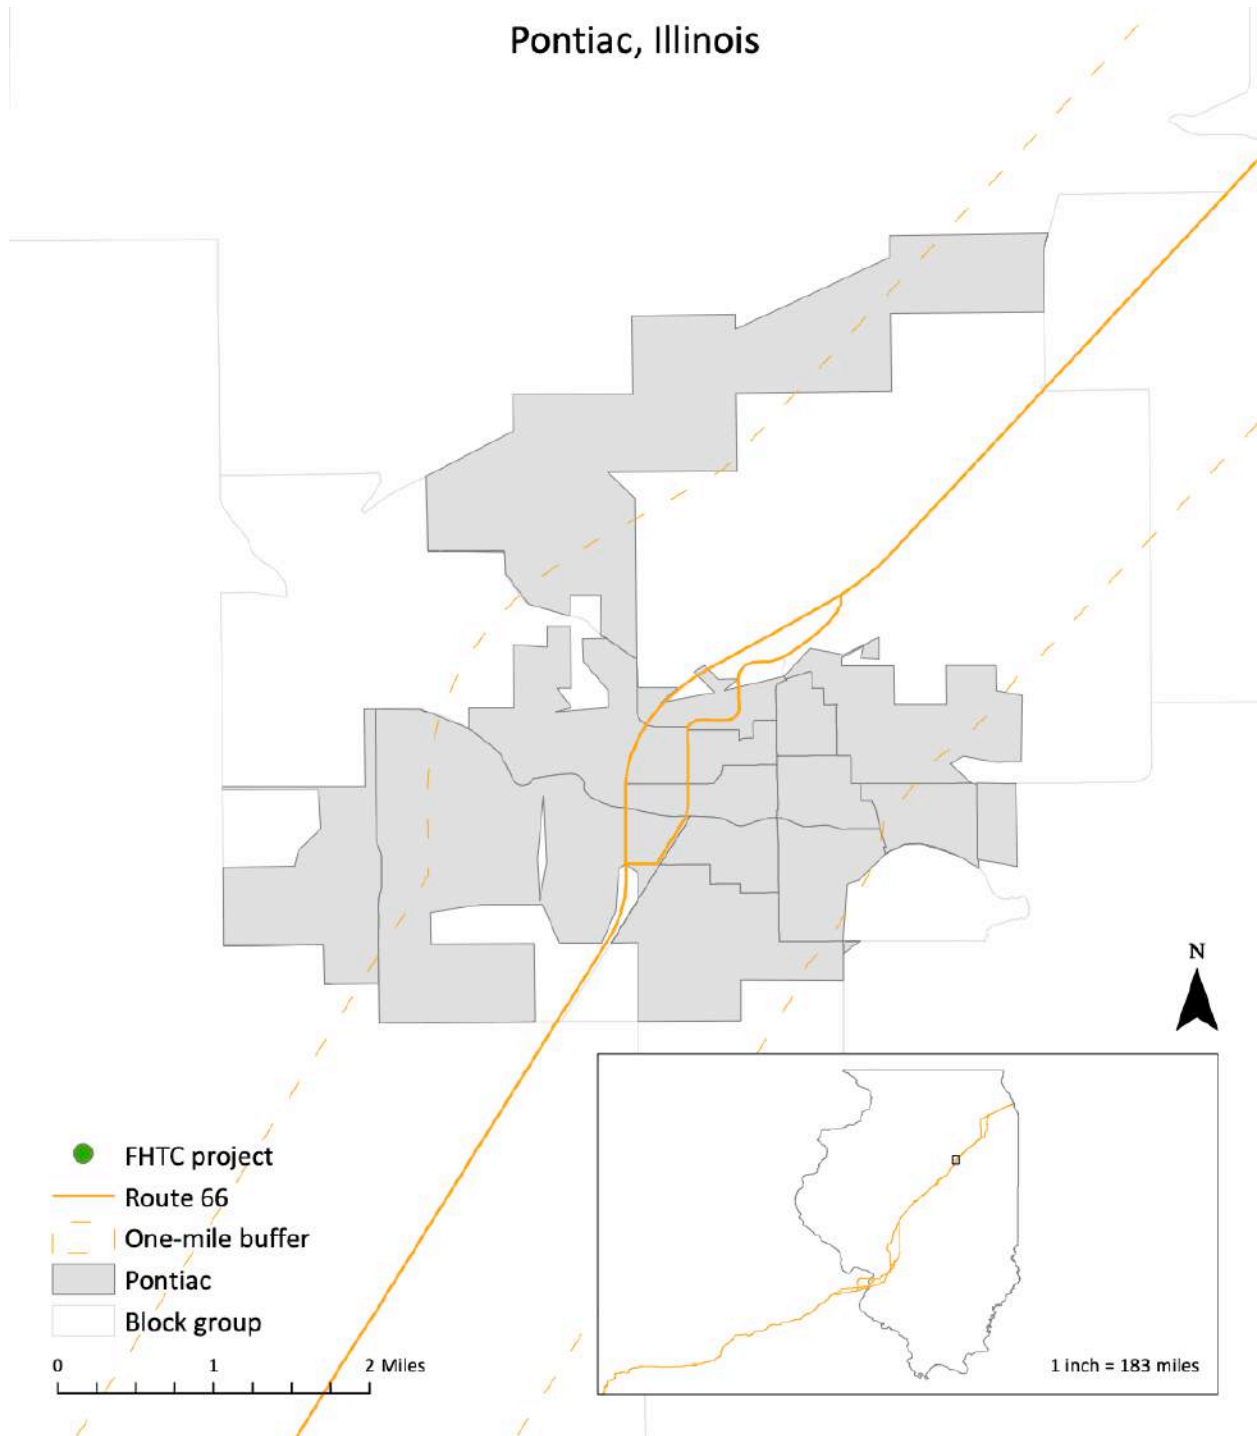 Pontiac, Illinois
N
FHTC project
Route 66
One-mile buffer
Pontiac
Block group
0 1 2 Miles
1 inch = 183 miles